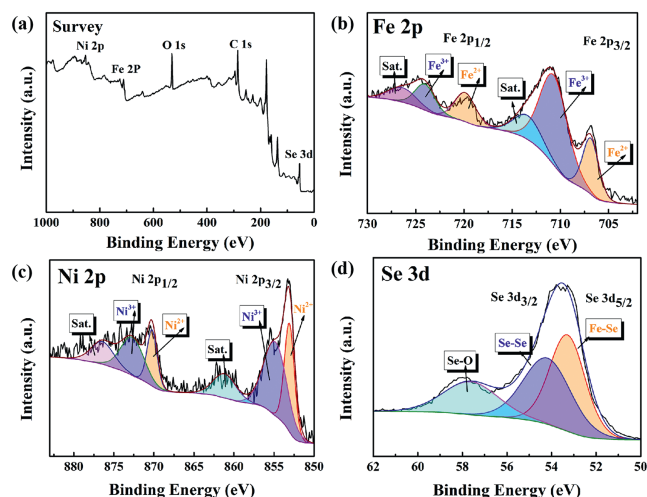 (a)
Survey
Ni 2p
Fe 2P
O 1s
C 1s
Se 3d
Intensity (a.u.)
1000 800 600 400 200 0
Binding Energy (eV)
(b)
Fe 2p
Fe 2p1/2
Fe 2p3/2
Sat.
Fe3+
Fe2+
Sat.
Fe3+
Fe2+
Intensity (a.u.)
730 725 720 715 710 705
Binding Energy (eV)
(c)
Ni 2p
Ni 2p1/2
Ni 2p3/2
Sat.
Ni3+
Ni2+
Sat.
Ni3+
Ni2+
Intensity (a.u.)
880 875 870 865 860 855 850
Binding Energy (eV)
(d)
Se 3d
Se 3d3/2
Se 3d5/2
Se-O
Se-Se
Fe-Se
Intensity (a.u.)
62 60 58 56 54 52 50
Binding Energy (eV)